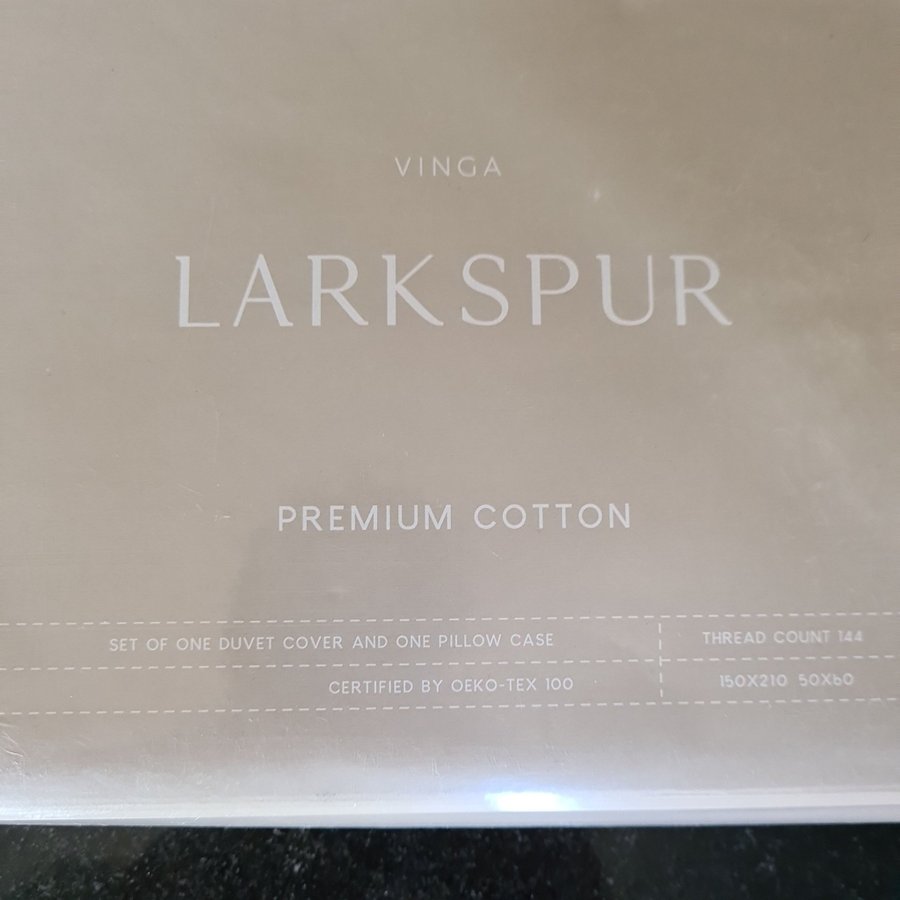 VINGA
LARKSPUR
PREMIUM COTTON
SET OF ONE DUVET COVER AND ONE PILLOW CASE
THREAD COUNT 144
CERTIFIED BY OEKO-TEX 100
150X210 50X60